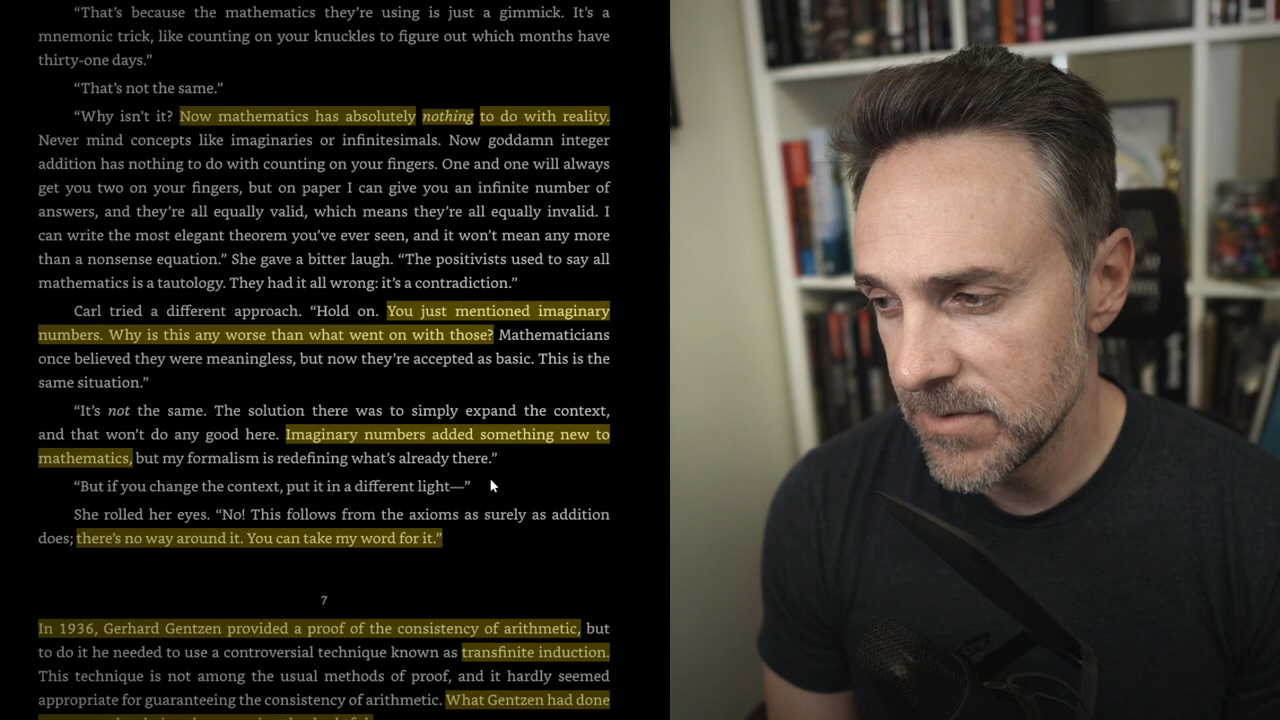 “That’s because the mathematics they’re using is just a gimmick. It’s a
mnemonic trick, like counting on your knuckles to figure out which months have
thirty-one days.”
“That’s not the same.”
“Why isn’t it? Now mathematics has absolutely nothing to do with reality.
Never mind concepts like imaginaries or infinitesimals. Now goddamn integer
addition has nothing to do with counting on your fingers. One and one will always
get you two on your fingers, but on paper I can give you an infinite number of
answers, and they’re all equally valid, which means they’re all equally invalid. I
can write the most elegant theorem you’ve ever seen, and it won’t mean any more
than a nonsense equation.” She gave a bitter laugh. “The positivists used to say all
mathematics is a tautology. They had it all wrong: it’s a contradiction.”
Carl tried a different approach. “Hold on. You just mentioned imaginary
numbers. Why is this any worse than what went on with those? Mathematicians
once believed they were meaningless, but now they’re accepted as basic. This is the
same situation.”
“It’s not the same. The solution there was to simply expand the context,
and that won’t do any good here. Imaginary numbers added something new to
mathematics, but my formalism is redefining what’s already there.”
“But if you change the context, put it in a different light—”
She rolled her eyes. “No! This follows from the axioms as surely as addition
does; there’s no way around it. You can take my word for it.”
7
In 1936, Gerhard Gentzen provided a proof of the consistency of arithmetic, but
to do it he needed to use a controversial technique known as transfinite induction.
This technique is not among the usual methods of proof, and it hardly seemed
appropriate for guaranteeing the consistency of arithmetic. What Gentzen had done